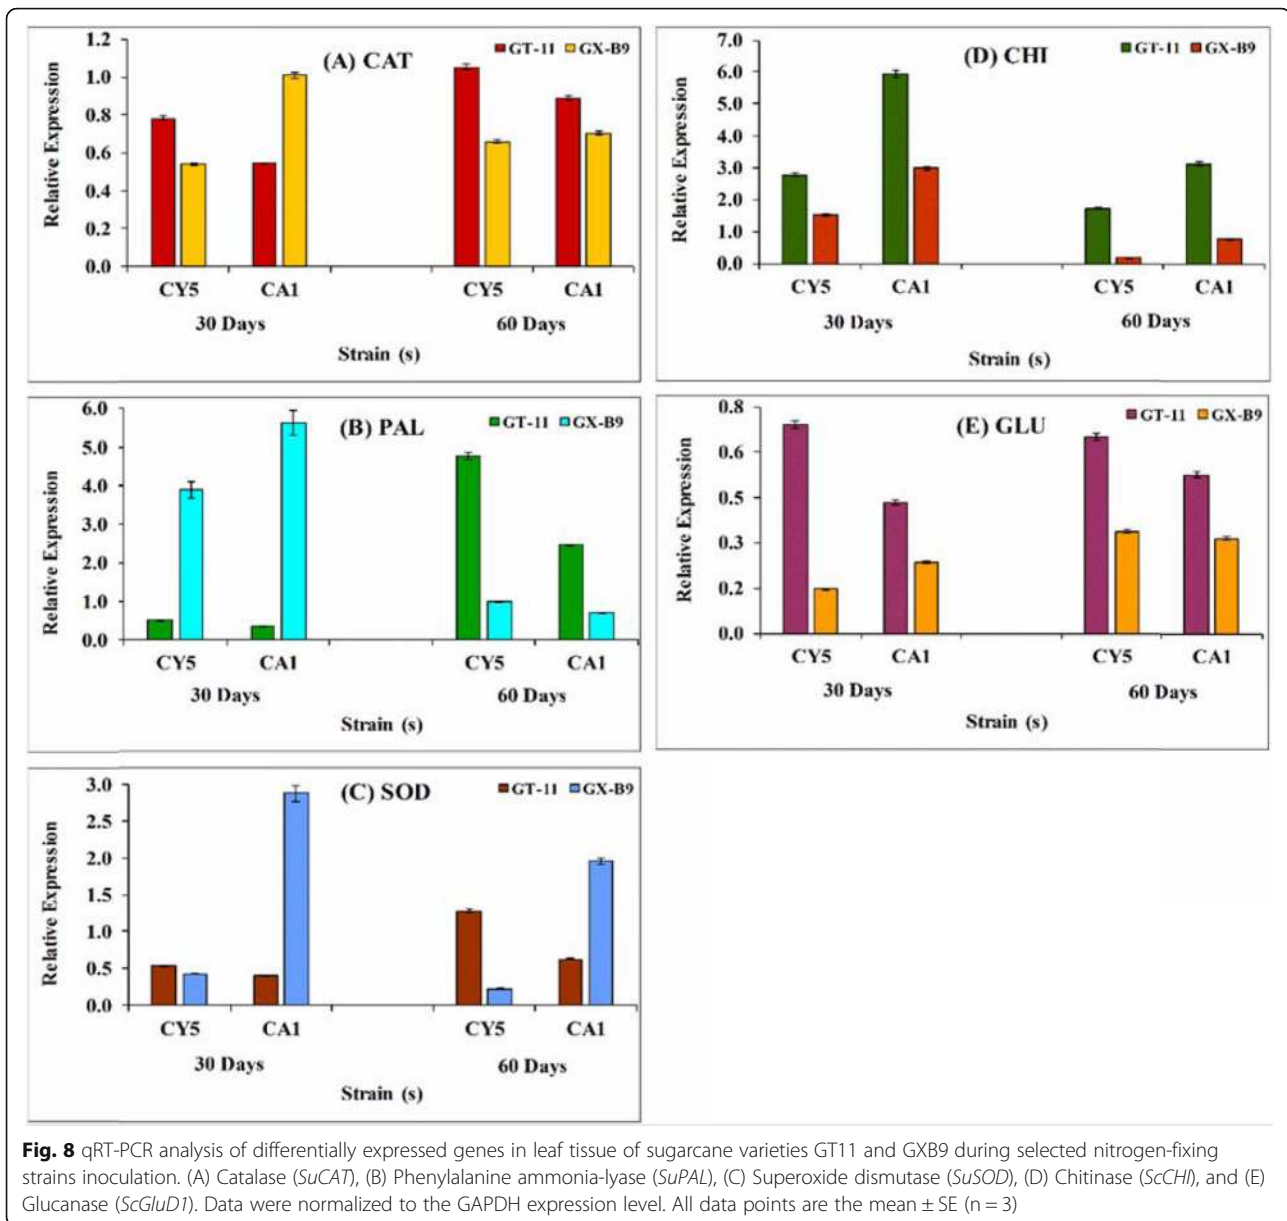 (A) CAT
GT-11 GX-B9
Relative Expression
1.2
1.0
0.8
0.6
0.4
0.2
0.0
CY5 CA1 CY5 CA1
30 Days 60 Days
Strain (s)
(D) CHI
GT-11 GX-B9
Relative Expression
7.0
6.0
5.0
4.0
3.0
2.0
1.0
0.0
CY5 CA1 CY5 CA1
30 Days 60 Days
Strain (s)
(B) PAL
GT-11 GX-B9
Relative Expression
6.0
5.0
4.0
3.0
2.0
1.0
0.0
CY5 CA1 CY5 CA1
30 Days 60 Days
Strain (s)
(E) GLU
GT-11 GX-B9
Relative Expression
0.8
0.6
0.5
0.3
0.2
0.0
CY5 CA1 CY5 CA1
30 Days 60 Days
Strain (s)
(C) SOD
GT-11 GX-B9
Relative Expression
3.0
2.5
2.0
1.5
1.0
0.5
0.0
CY5 CA1 CY5 CA1
30 Days 60 Days
Strain (s)
Fig. 8 qRT-PCR analysis of differentially expressed genes in leaf tissue of sugarcane varieties GT11 and GXB9 during selected nitrogen-fixing
strains inoculation. (A) Catalase (SuCAT), (B) Phenylalanine ammonia-lyase (SuPAL), (C) Superoxide dismutase (SuSOD), (D) Chitinase (ScCHI), and (E)
Glucanase (ScGluD1). Data were normalized to the GAPDH expression level. All data points are the mean ± SE (n = 3)